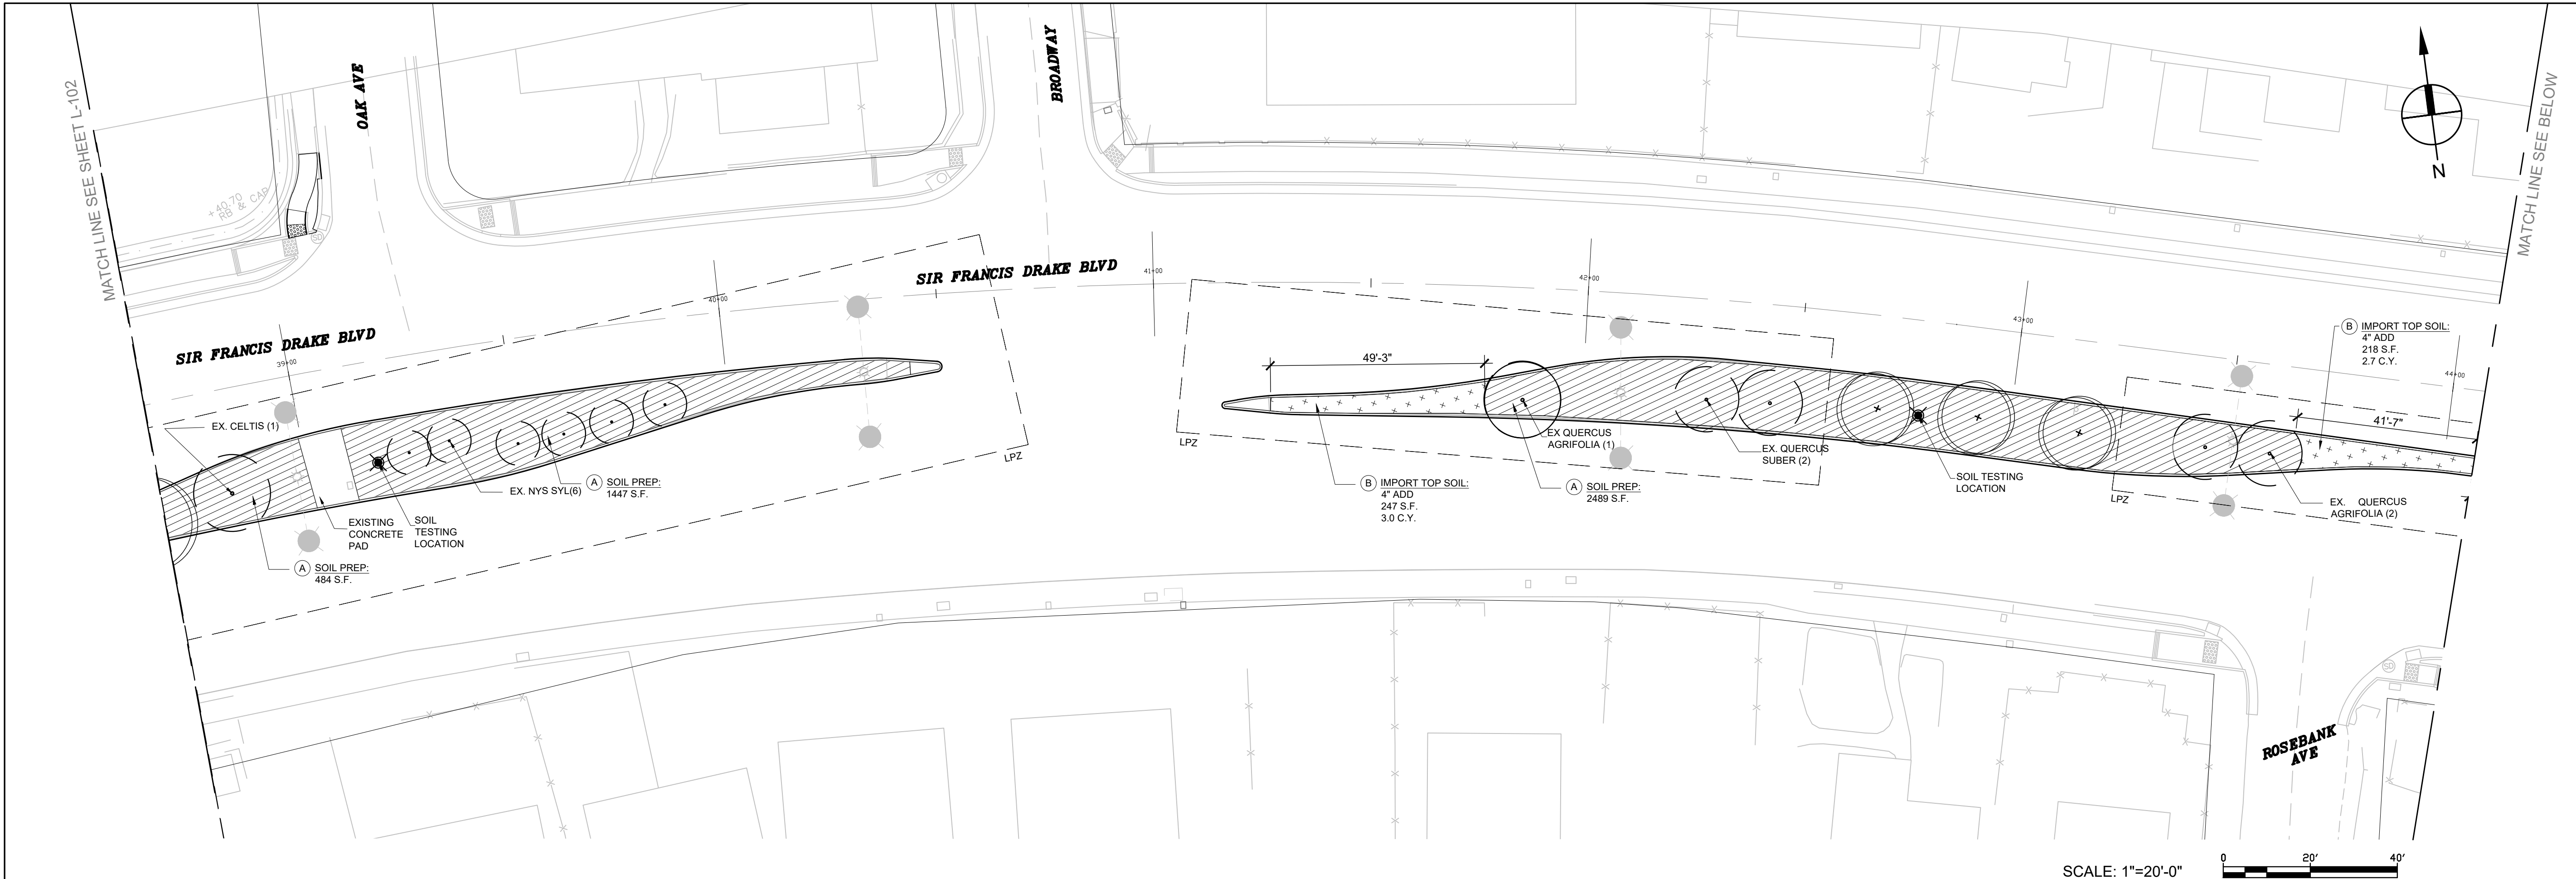 MATCH LINE SEE SHEET L-102
OAK AVE
BROADWAY
N
MATCH LINE SEE BELOW
+40.70
RB & CAP
SD
SIR FRANCIS DRAKE BLVD
SIR FRANCIS DRAKE BLVD
39+00
40+00
41+00
42+00
43+00
44+00
EX. CELTIS (1)
EX. NYS SYL(6)
A SOIL PREP:
1447 S.F.
EXISTING
CONCRETE
PAD
SOIL
TESTING
LOCATION
A SOIL PREP:
484 S.F.
LPZ
49'-3"
LPZ
B IMPORT TOP SOIL:
4" ADD
247 S.F.
3.0 C.Y.
EX QUERCUS
AGRIFOLIA (1)
A SOIL PREP:
2489 S.F.
EX. QUERCUS
SUBER (2)
SOIL TESTING
LOCATION
LPZ
B IMPORT TOP SOIL:
4" ADD
218 S.F.
2.7 C.Y.
41'-7"
EX. QUERCUS
AGRIFOLIA (2)
SD
ROSEBANK
AVE
SCALE: 1"=20'-0"
0 20' 40'